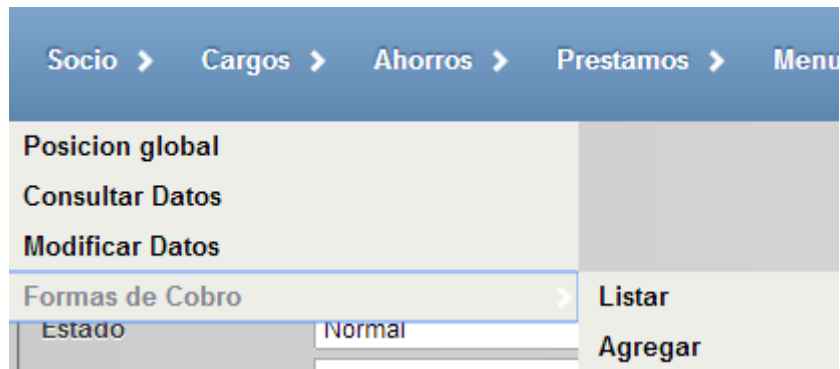 Socio Cargos Ahorros Prestamos Menu
Posicion global
Consultar Datos
Modificar Datos
Formas de Cobro Listar
Estado Normal
Agregar